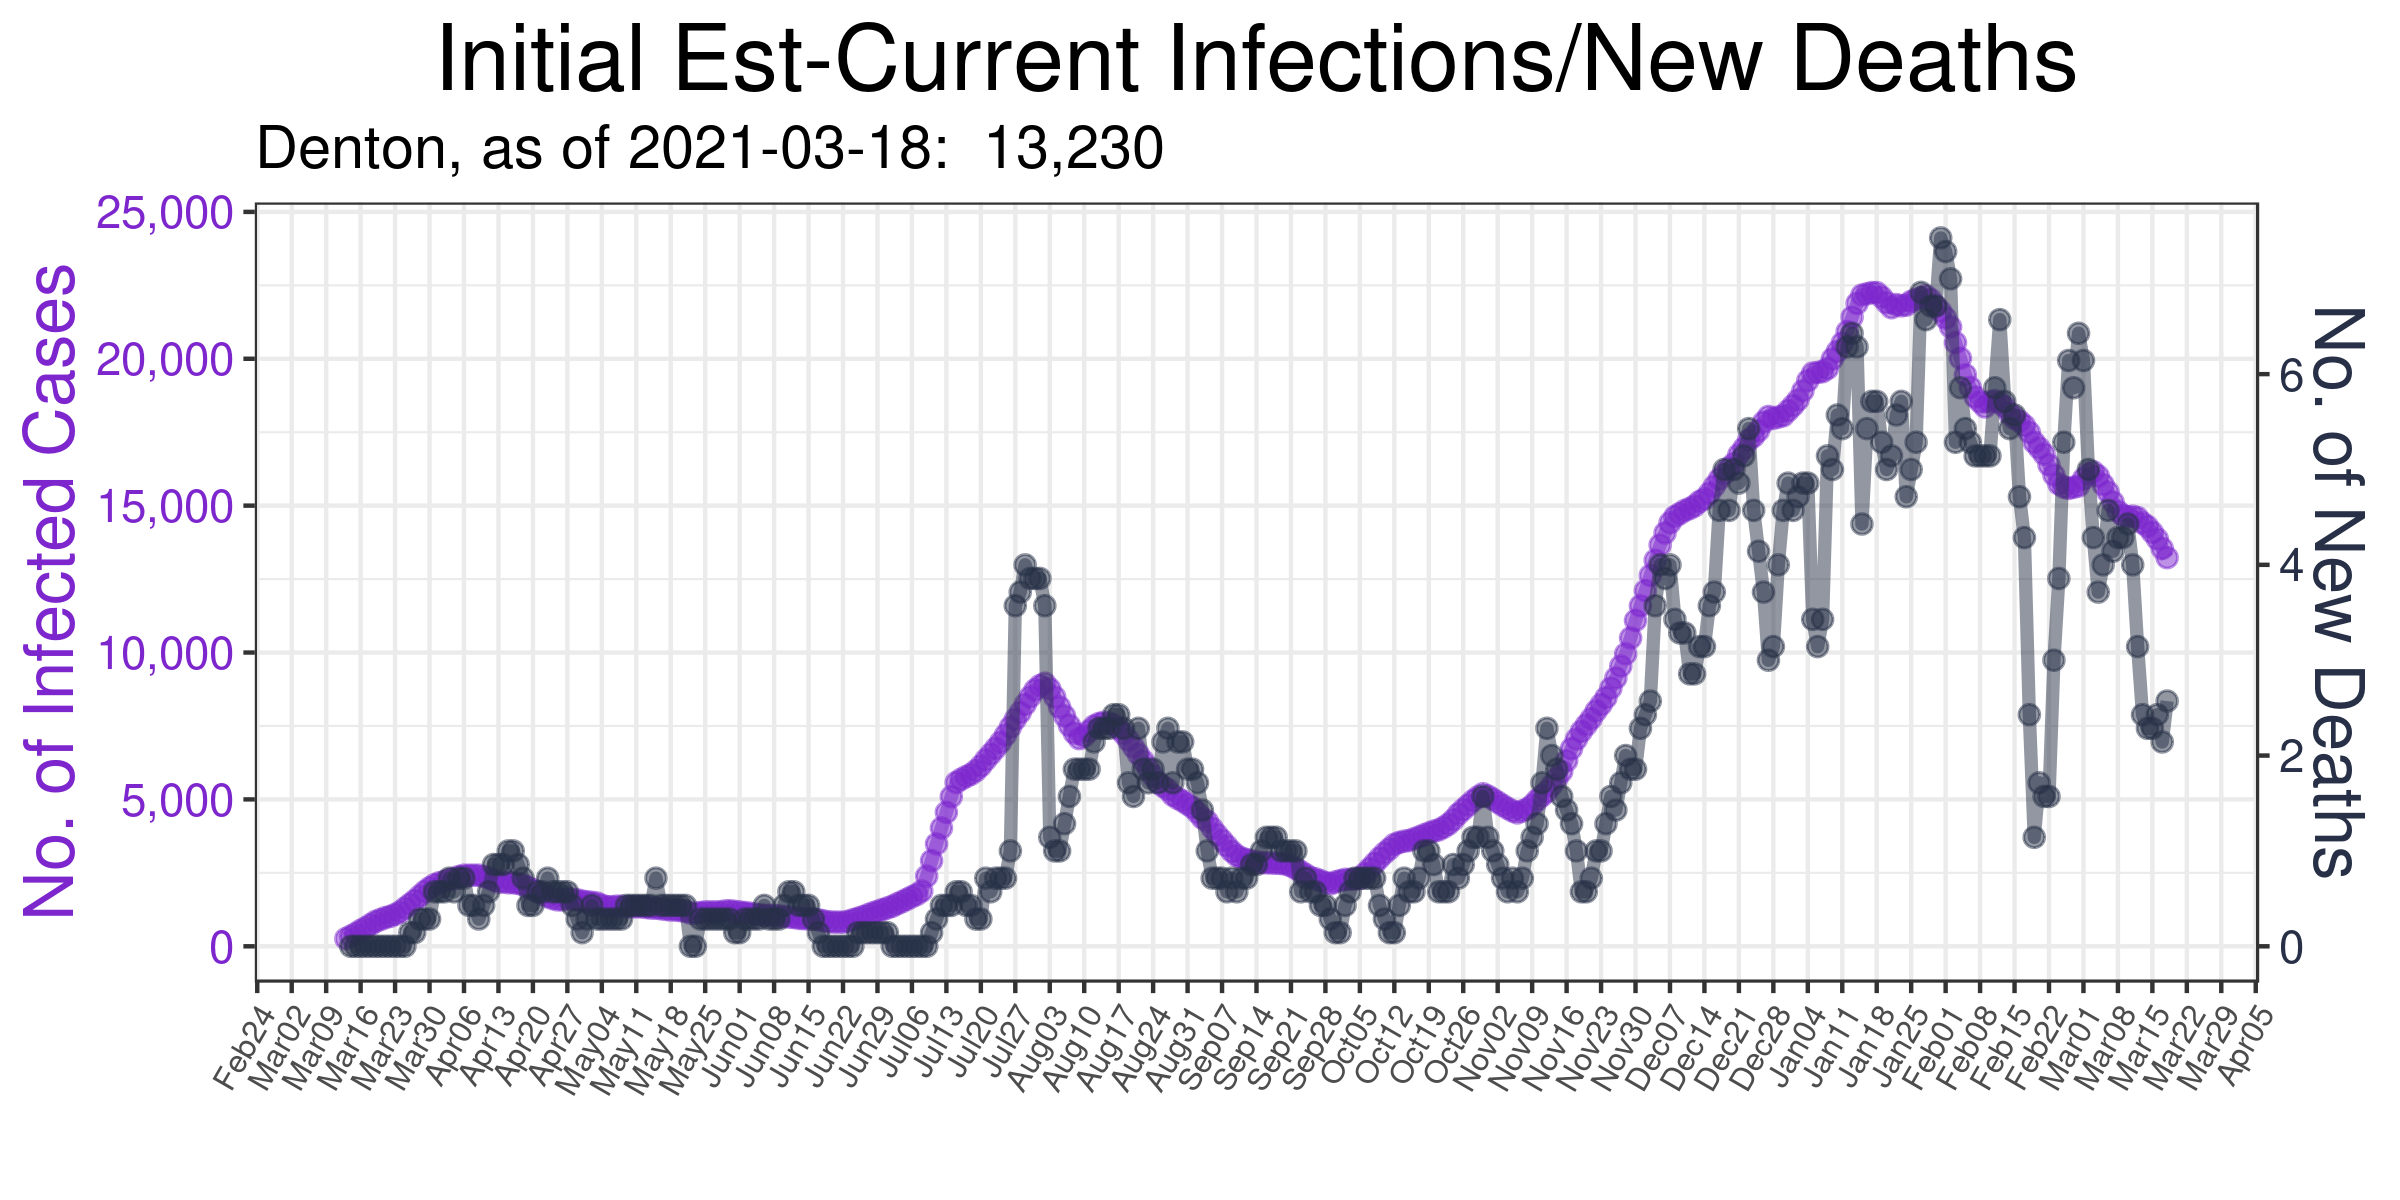 Initial Est-Current Infections/New Deaths
Denton, as of 2021-03-18:  13,230
No. of Infected Cases
25,000
20,000
15,000
10,000
5,000
0
No. of New Deaths
6
4
2
0
Feb24
Mar02
Mar09
Mar16
Mar23
Mar30
Apr06
Apr13
Apr20
Apr27
May04
May11
May18
May25
Jun01
Jun08
Jun15
Jun22
Jun29
Jul06
Jul13
Jul20
Jul27
Aug03
Aug10
Aug17
Aug24
Aug31
Sep07
Sep14
Sep21
Sep28
Oct05
Oct12
Oct19
Oct26
Nov02
Nov09
Nov16
Nov23
Nov30
Dec07
Dec14
Dec21
Dec28
Dec04
Jan11
Jan18
Jan25
Feb01
Feb08
Feb15
Feb22
Mar01
Mar08
Mar15
Mar22
Mar29
Apr05